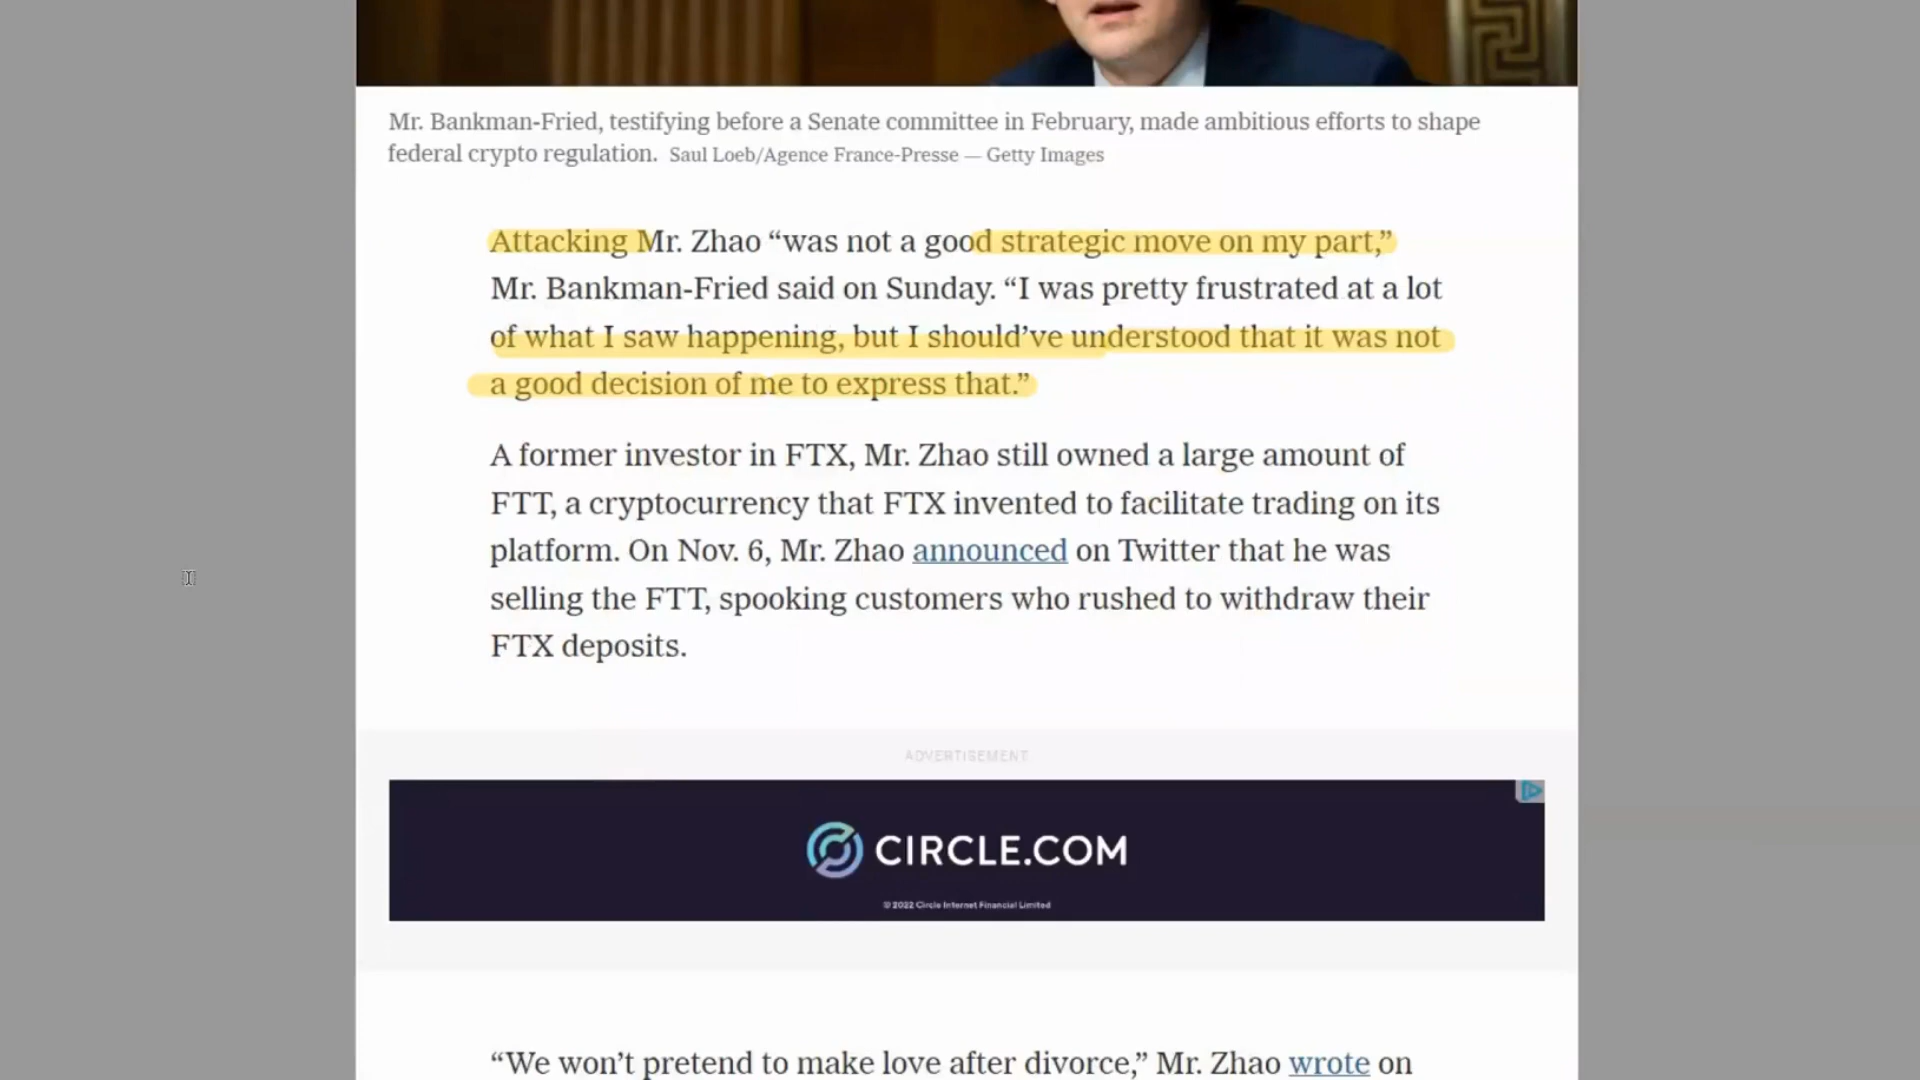 Mr. Bankman-Fried, testifying before a Senate committee in February, made ambitious efforts to shape
federal crypto regulation. Saul Loeb/Agence France-Presse — Getty Images
Attacking Mr. Zhao “was not a good strategic move on my part,”
Mr. Bankman-Fried said on Sunday. “I was pretty frustrated at a lot
of what I saw happening, but I should’ve understood that it was not
a good decision of me to express that.”
A former investor in FTX, Mr. Zhao still owned a large amount of
FTT, a cryptocurrency that FTX invented to facilitate trading on its
platform. On Nov. 6, Mr. Zhao announced on Twitter that he was
selling the FTT, spooking customers who rushed to withdraw their
FTX deposits.
ADVERTISEMENT
CIRCLE.COM
© 2022 Circle Internet Financial Limited
“We won’t pretend to make love after divorce,” Mr. Zhao wrote on